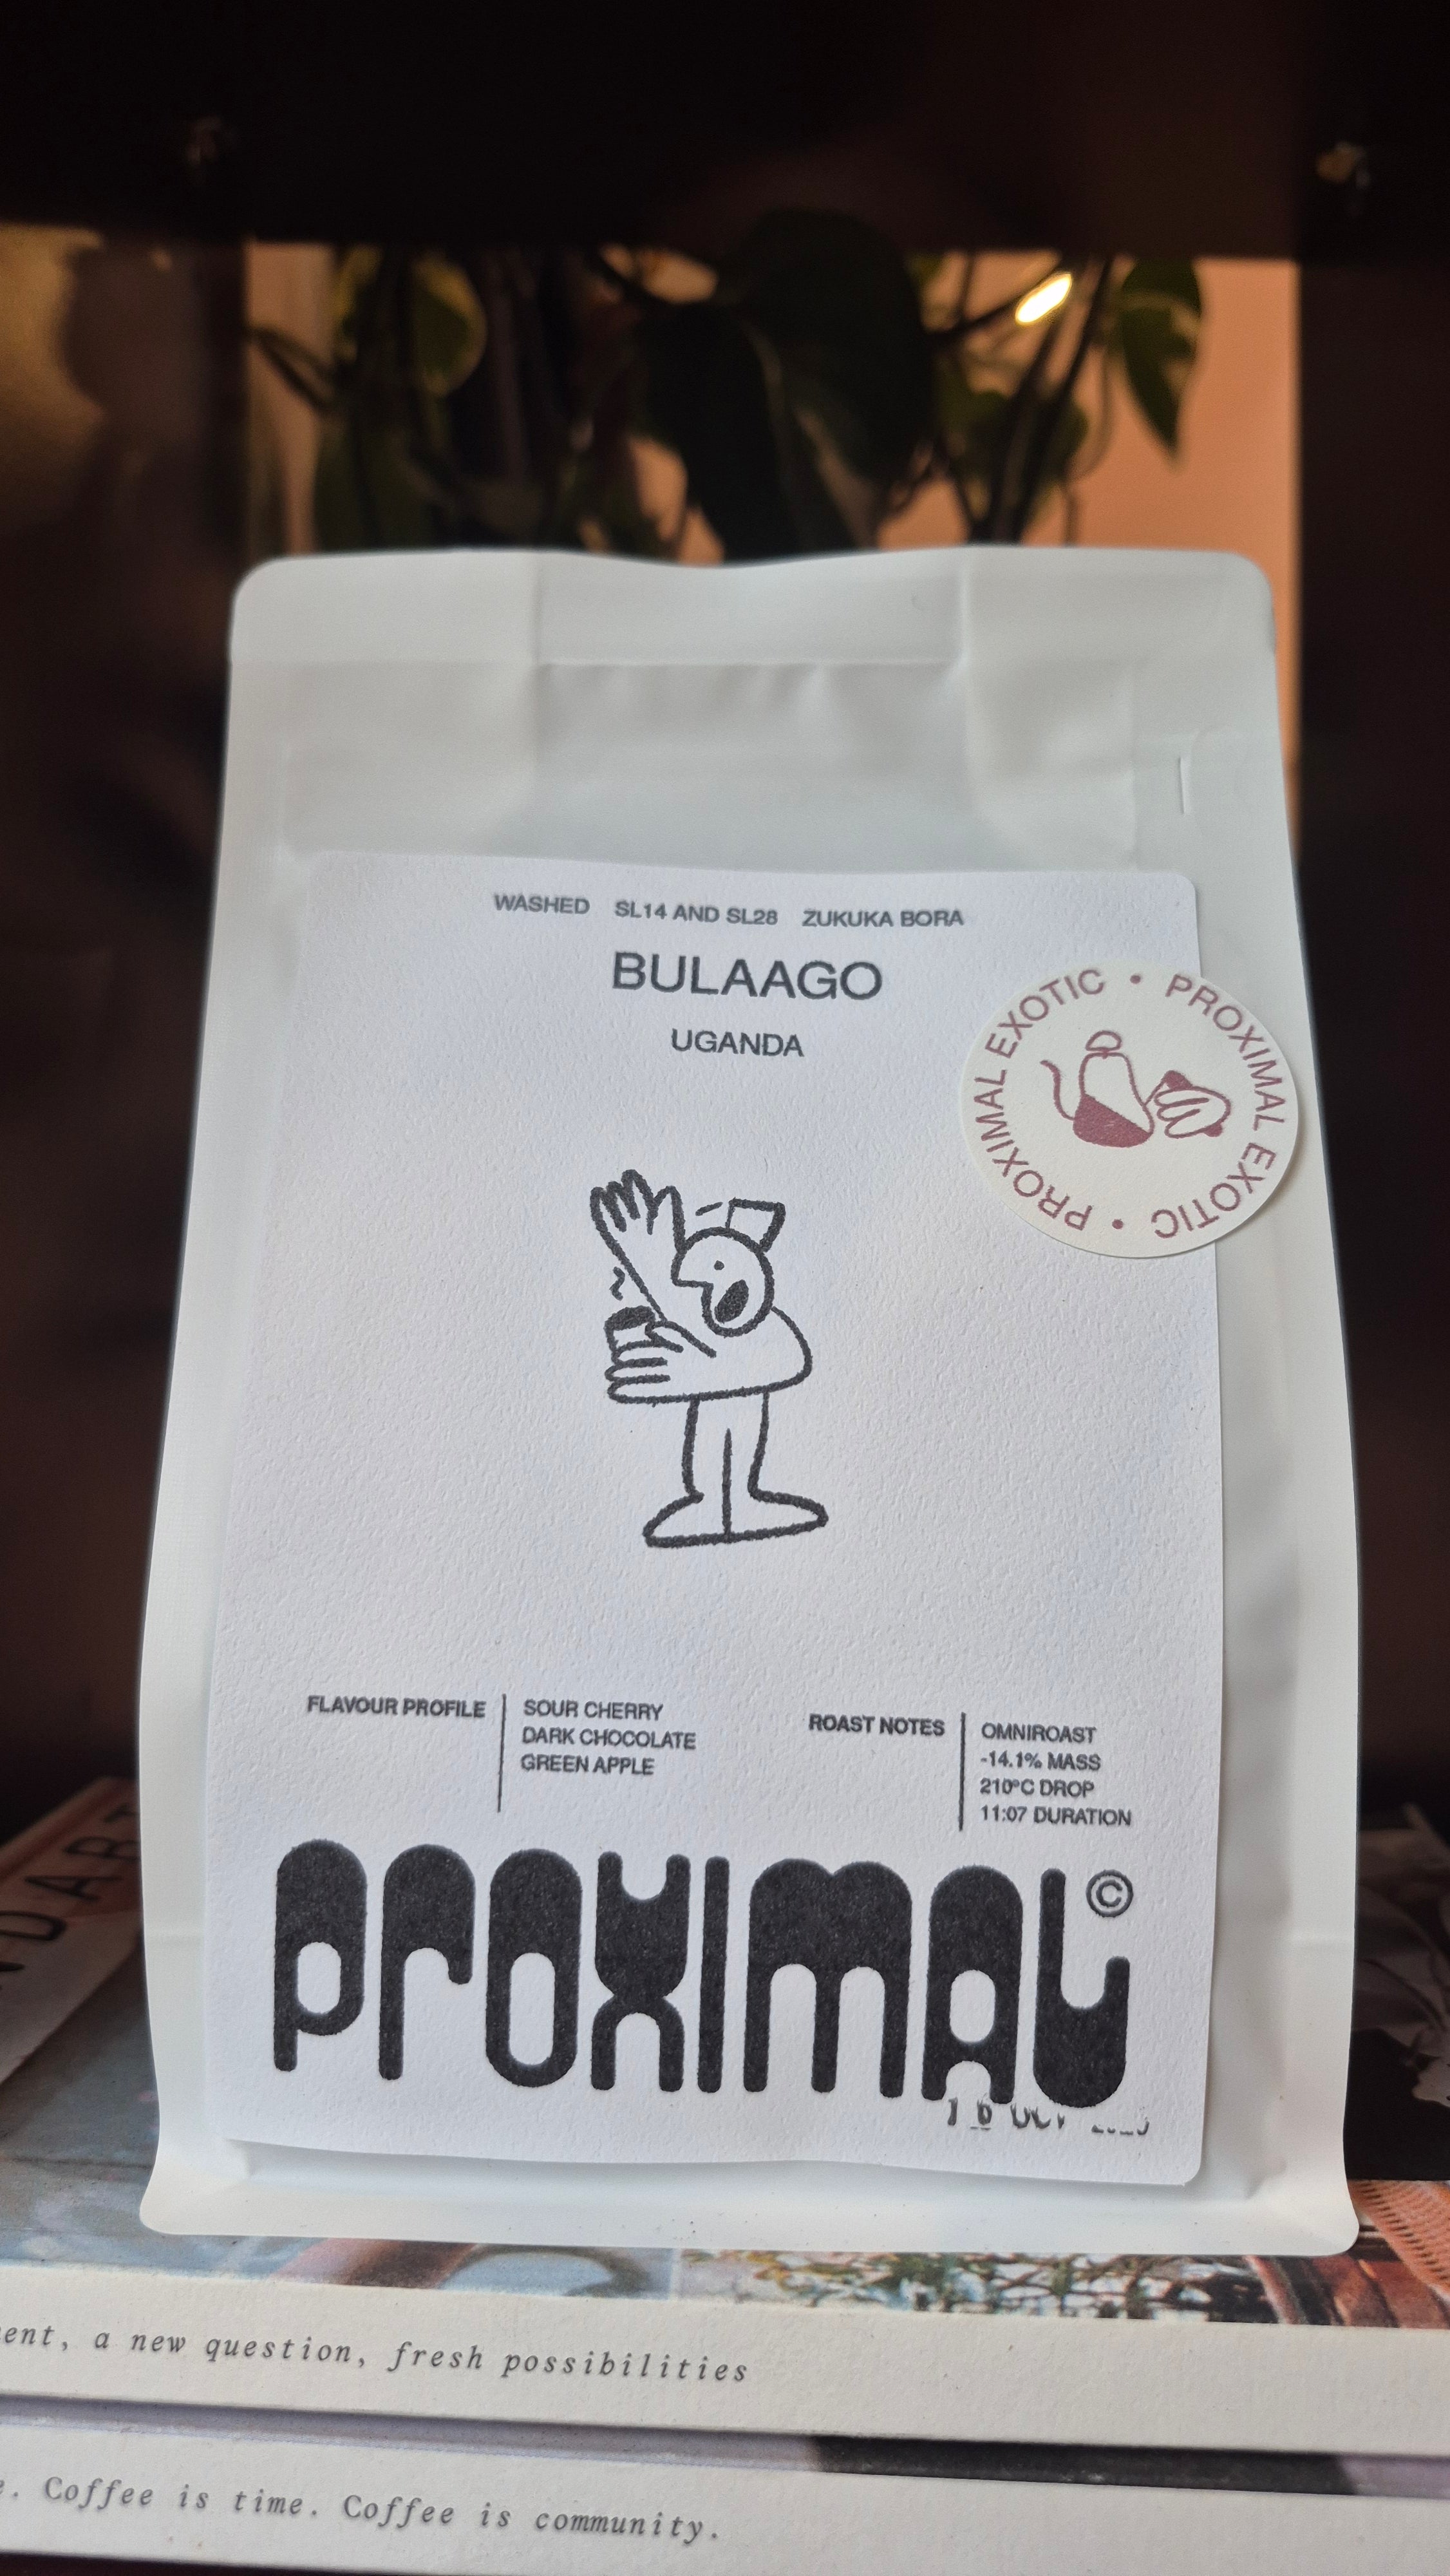 WASHED SL14 AND SL28 ZUKUKA BORA
BULAAGO
UGANDA
PROXIMAL EXOTIC • PROXIMAL EXOTIC •
FLAVOUR PROFILE
SOUR CHERRY
DARK CHOCOLATE
GREEN APPLE
ROAST NOTES
OMNIROAST
-14.1% MASS
210°C DROP
11:07 DURATION
PROXIMAL©
OCT
a new question, fresh possibilities
Coffee is time. Coffee is community.